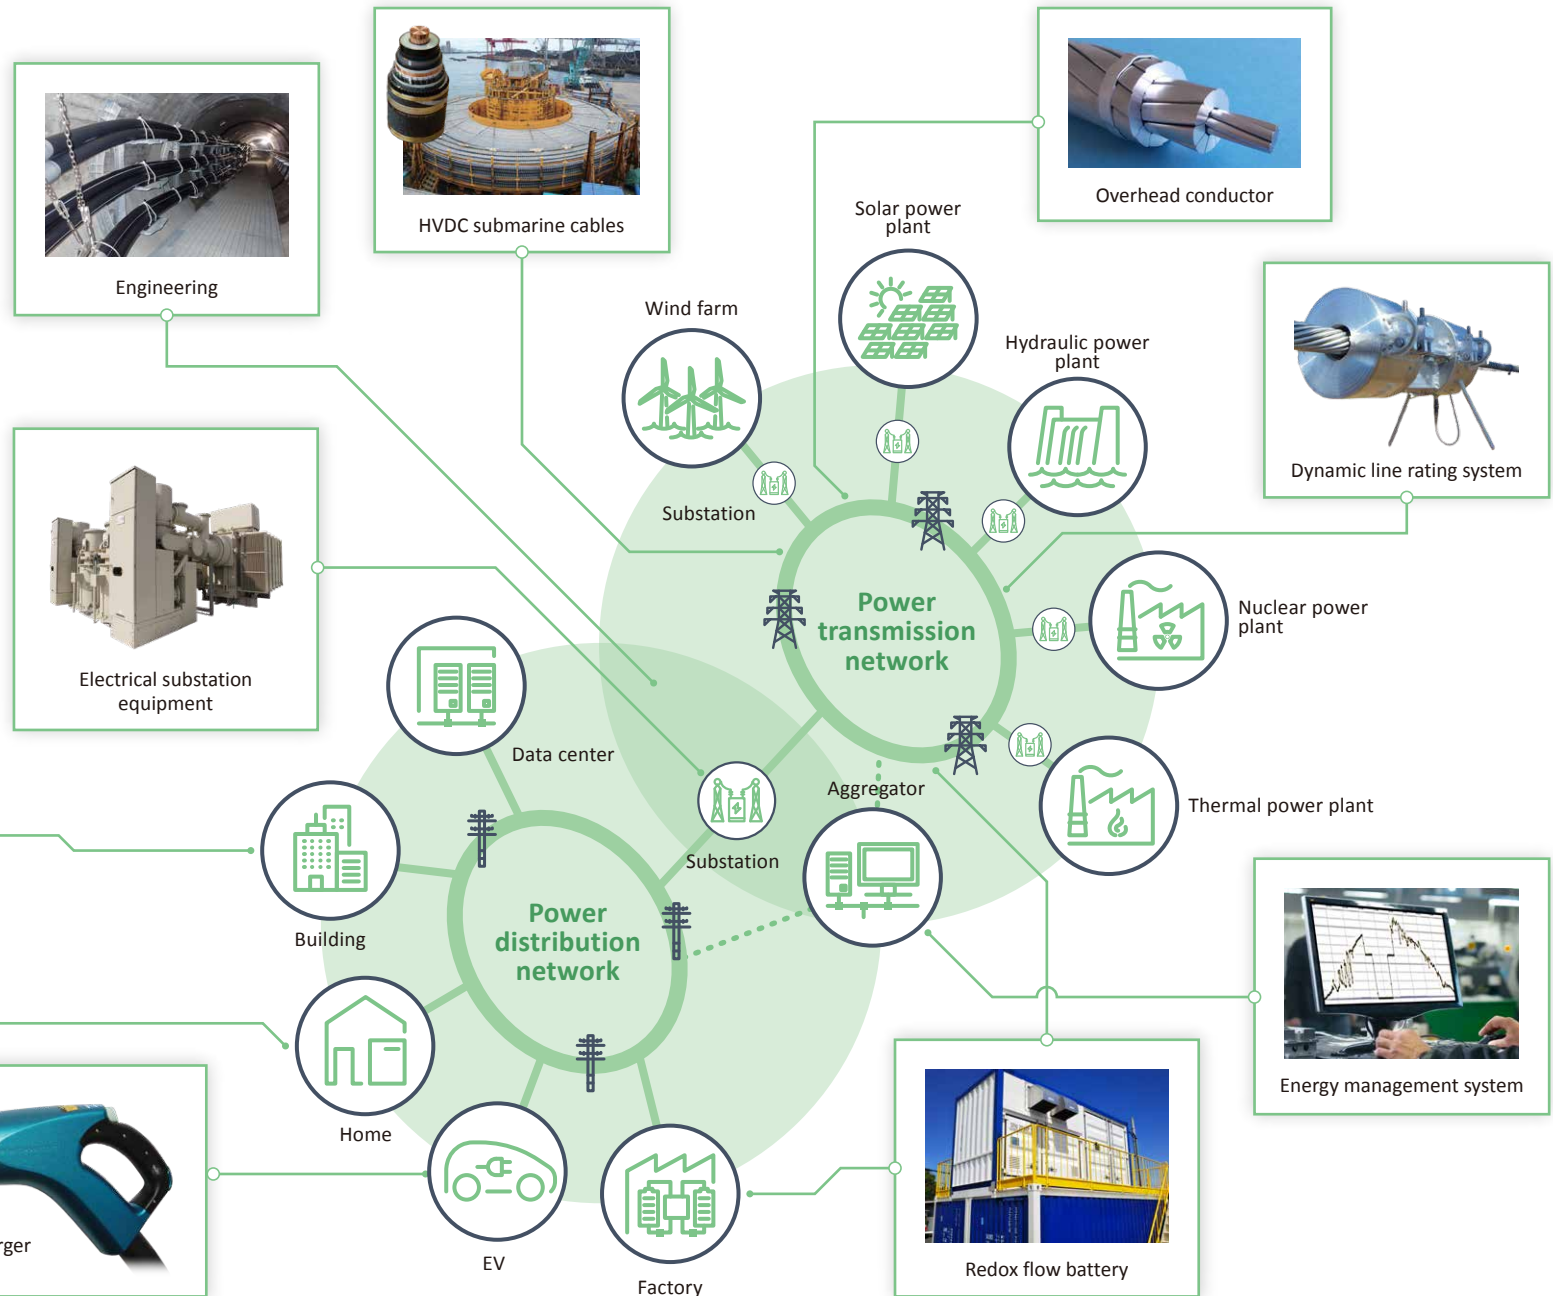 HVDC submarine cables
Overhead conductor
Engineering
Solar power
plant
Wind farm
Hydraulic power
plant
Dynamic line rating system
Substation
Electrical substation
equipment
Power
transmission
network
Nuclear power
plant
Data center
Aggregator
Thermal power plant
Substation
Building
Power
distribution
network
Energy management system
Home
rger
EV
Factory
Redox flow battery